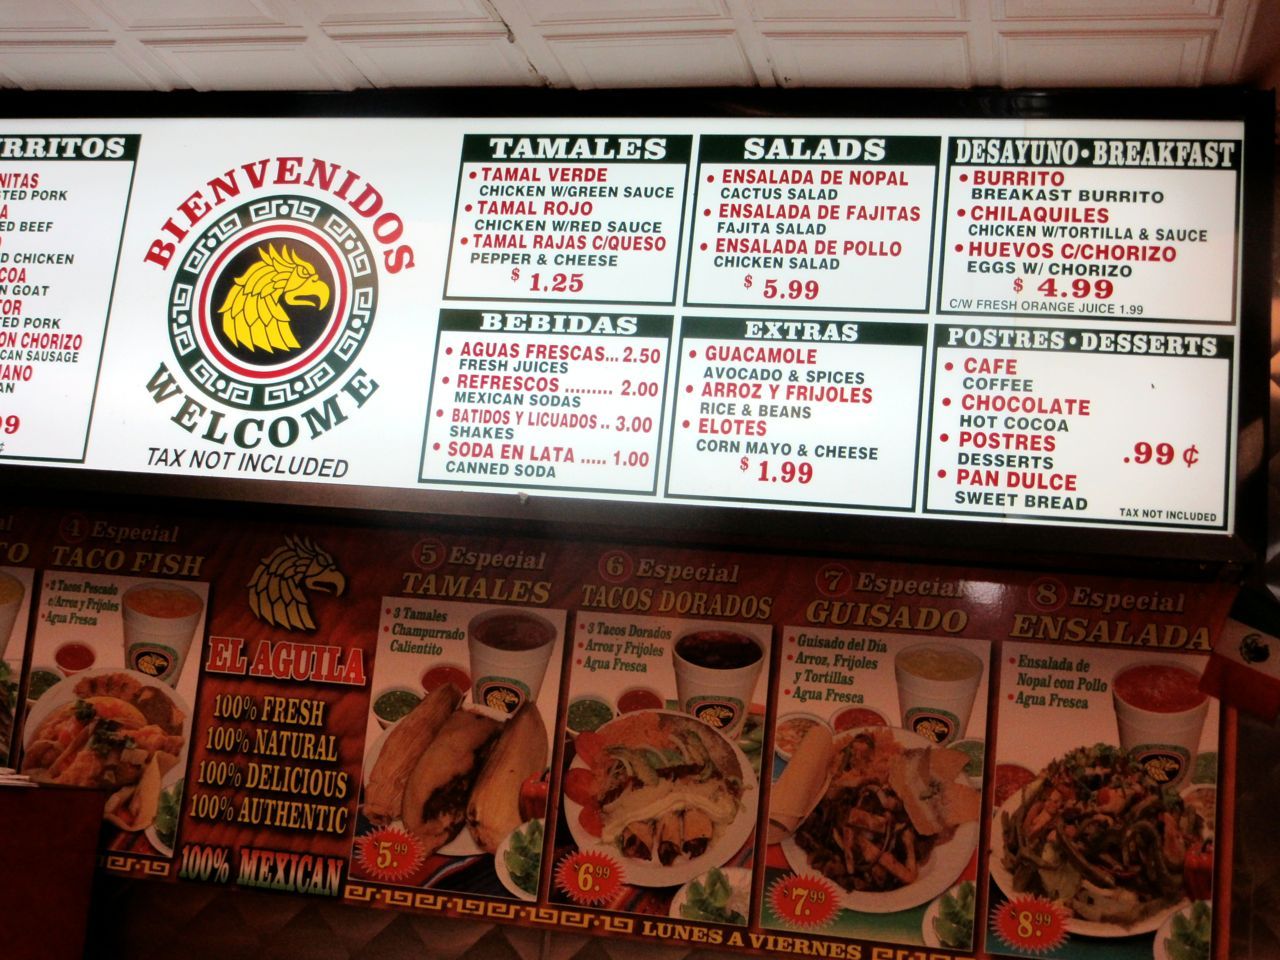 RRITOS
NITAS
TED PORK
A
ED BEEF
D CHICKEN
COA
N GOAT
TOR
TED PORK
ON CHORIZO
CAN SAUSAGE
IANO
AN
99
¢
BIENVENIDOS
WELCOME
TAX NOT INCLUDED
TAMALES
• TAMAL VERDE
CHICKEN W/GREEN SAUCE
• TAMAL ROJO
CHICKEN W/RED SAUCE
• TAMAL RAJAS C/QUESO
PEPPER & CHEESE
$ 1.25
SALADS
• ENSALADA DE NOPAL
CACTUS SALAD
• ENSALADA DE FAJITAS
FAJITA SALAD
• ENSALADA DE POLLO
CHICKEN SALAD
$ 5.99
DESAYUNO • BREAKFAST
• BURRITO
BREAKAST BURRITO
• CHILAQUILES
CHICKEN W/TORTILLA & SAUCE
• HUEVOS C/CHORIZO
EGGS W/ CHORIZO
$ 4.99
C/W FRESH ORANGE JUICE 1.99
BEBIDAS
• AGUAS FRESCAS... 2.50
FRESH JUICES
• REFRESCOS ......... 2.00
MEXICAN SODAS
• BATIDOS Y LICUADOS .. 3.00
SHAKES
• SODA EN LATA ..... 1.00
CANNED SODA
EXTRAS
• GUACAMOLE
AVOCADO & SPICES
• ARROZ Y FRIJOLES
RICE & BEANS
• ELOTES
CORN MAYO & CHEESE
$ 1.99
POSTRES • DESSERTS
• CAFE
COFFEE
• CHOCOLATE
HOT COCOA
• POSTRES
DESSERTS
• PAN DULCE
SWEET BREAD
.99 ¢
TAX NOT INCLUDED
al
TO
4 Especial
TACO FISH
• 2 Tacos Pescado
c/Arroz y Frijoles
• Agua Fresca
EL AGUILA
100% FRESH
100% NATURAL
100% DELICIOUS
100% AUTHENTIC
100% MEXICAN
5 Especial
TAMALES
• 3 Tamales
• Champurrado
Calientito
$5.99
6 Especial
TACOS DORADOS
• 3 Tacos Dorados
• Arroz y Frijoles
• Agua Fresca
$6.99
7 Especial
GUISADO
• Guisado del Día
• Arroz, Frijoles
y Tortillas
• Agua Fresca
$7.99
8 Especial
ENSALADA
• Ensalada de
Nopal con Pollo
• Agua Fresca
$8.99
LUNES A VIERNES